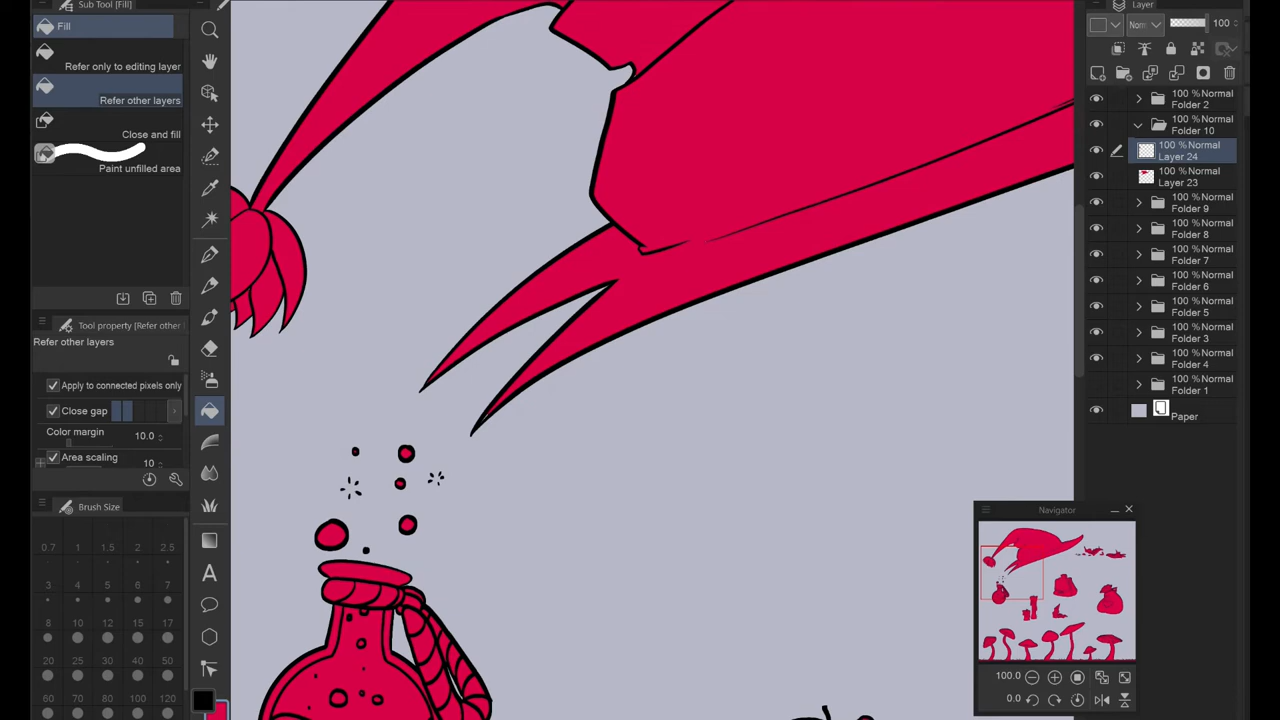 Sub Tool [Fill]
Fill
Refer only to editing layer
Refer other layers
Close and fill
Paint unfilled area
Tool property [Refer other
Refer other layers
Apply to connected pixels only
Close gap
Color margin 10.0
Area scaling 10
Brush Size
0.7 1 1.5 2 2.5
3 4 5 6 7
8 10 12 15 17
20 25 30 40 50
60 70 80 100 120
A
Layer
Nom 100
100 %Normal
Folder 2
100 %Normal
Folder 10
100 %Normal
Layer 24
100 %Normal
Layer 23
100 %Normal
Folder 9
100 %Normal
Folder 8
100 %Normal
Folder 7
100 %Normal
Folder 6
100 %Normal
Folder 5
100 %Normal
Folder 3
100 %Normal
Folder 4
100 %Normal
Folder 1
Paper
Navigator
100.0
0.0